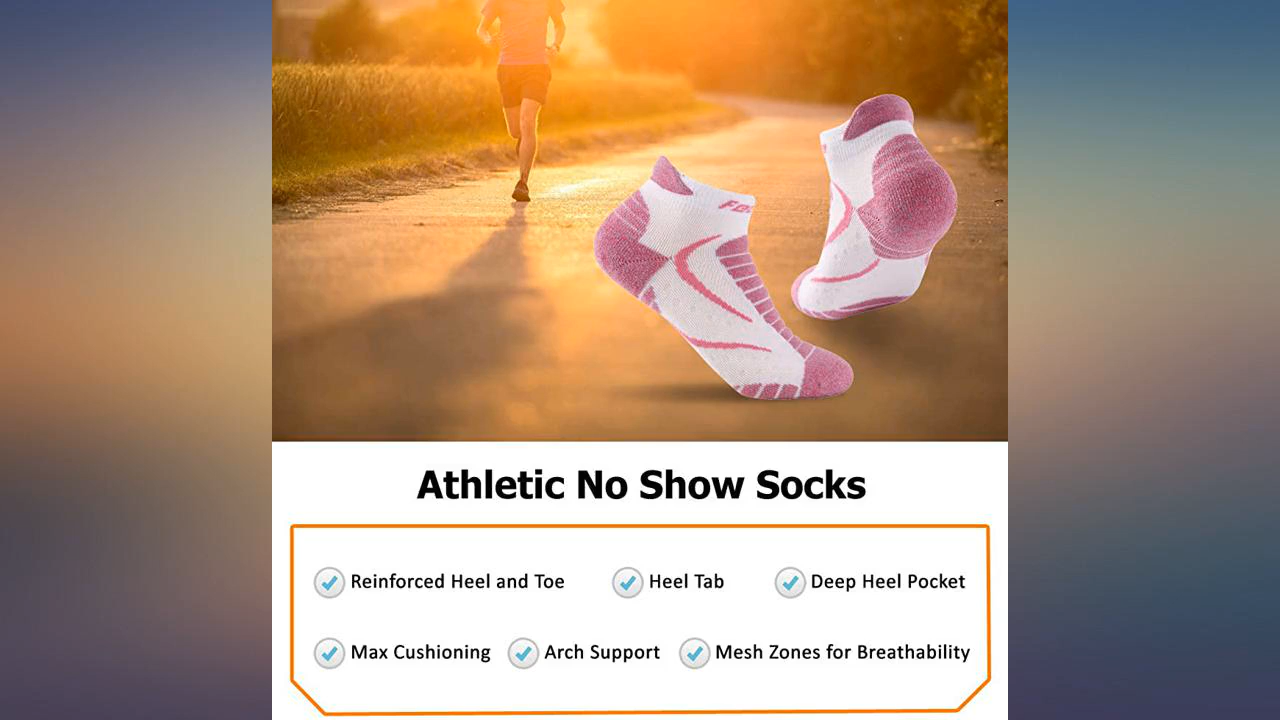 Athletic No Show Socks
Reinforced Heel and Toe Heel Tab Deep Heel Pocket
Max Cushioning Arch Support Mesh Zones for Breathability